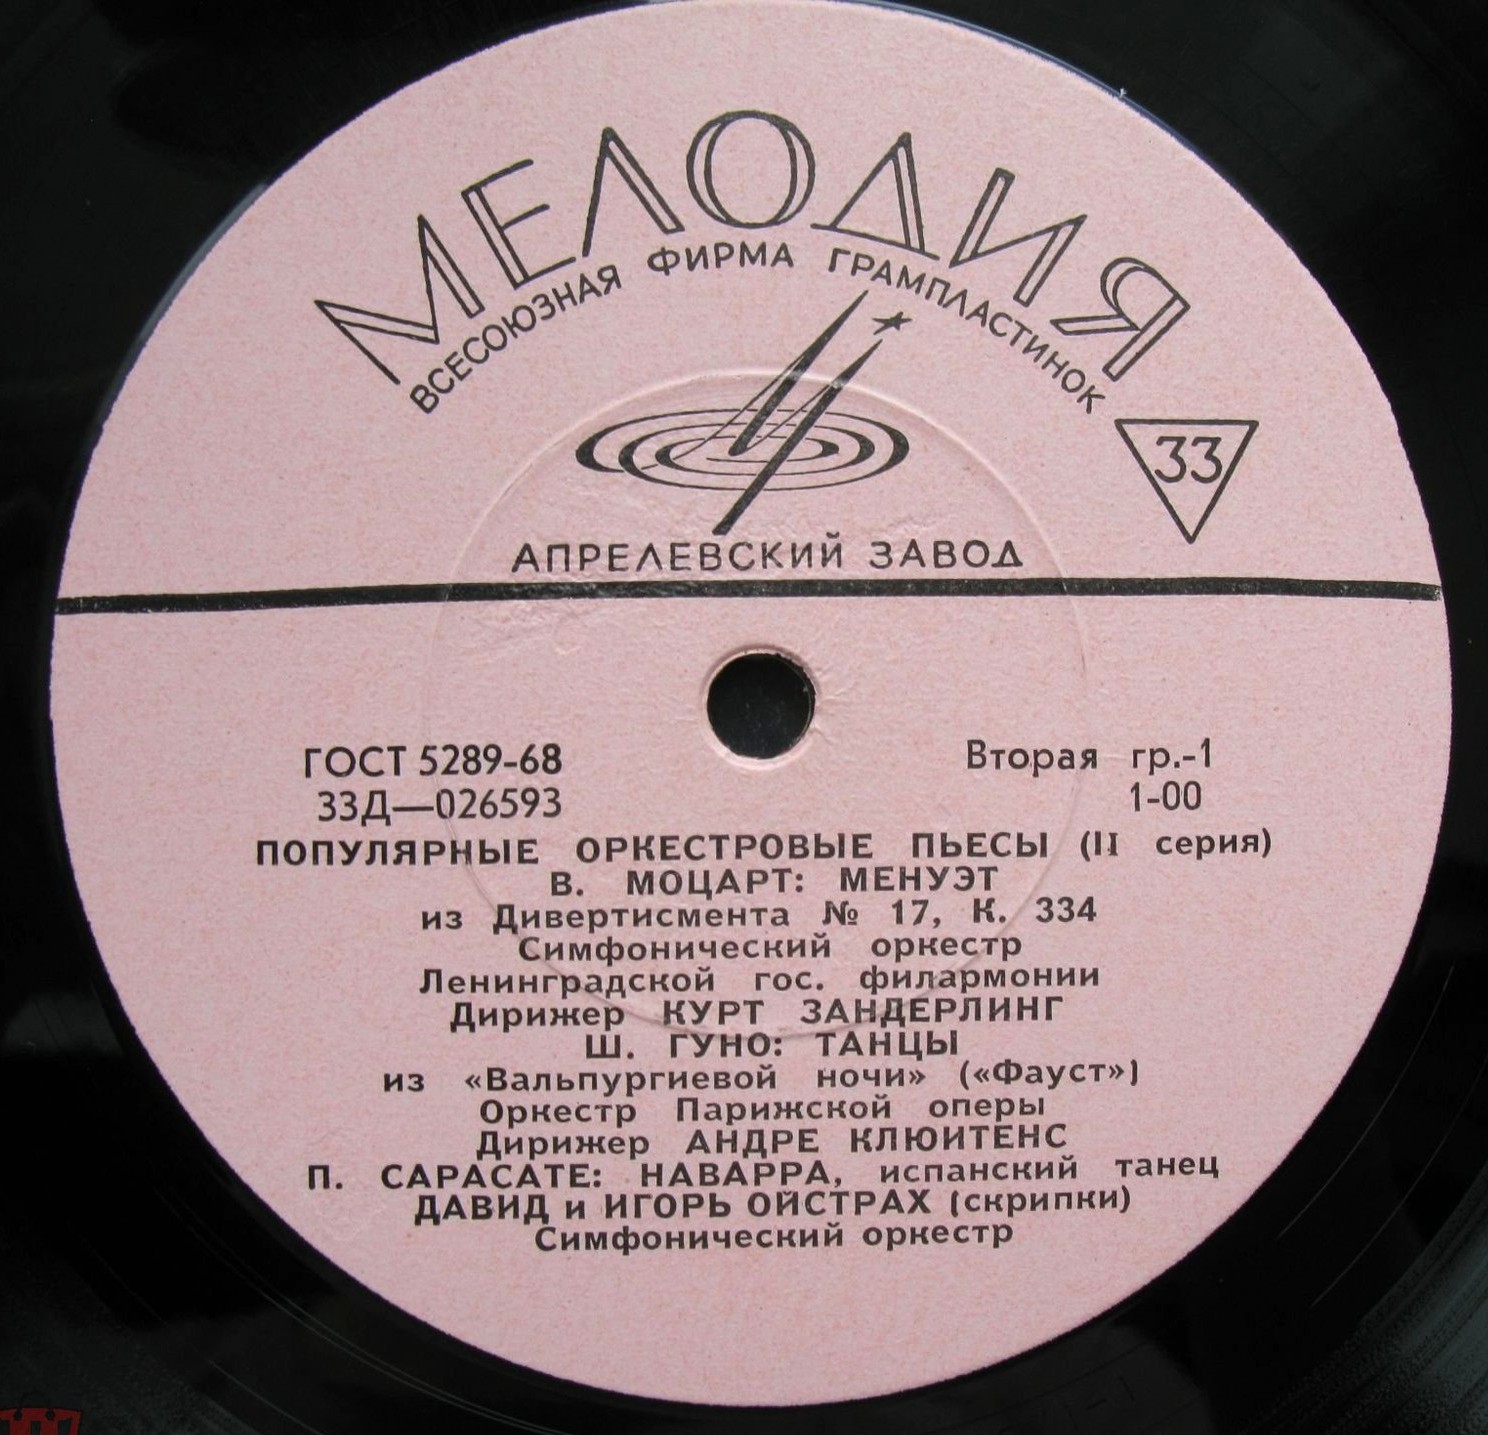 МЕЛОДИЯ
ВСЕСОЮЗНАЯ ФИРМА ГРАМПЛАСТИНОК
33
АПРЕЛЕВСКИЙ ЗАВОД
ГОСТ 5289-68 Вторая гр.-1
33Д—026593 1-00
ПОПУЛЯРНЫЕ ОРКЕСТРОВЫЕ ПЬЕСЫ (II серия)
В. МОЦАРТ: МЕНУЭТ
из Дивертисмента № 17, К. 334
Симфонический оркестр
Ленинградской гос. филармонии
Дирижер КУРТ ЗАНДЕРЛИНГ
Ш. ГУНО: ТАНЦЫ
из «Вальпургиевой ночи» («Фауст»)
Оркестр Парижской оперы
Дирижер АНДРЕ КЛЮИТЕНС
П. САРАСАТЕ: НАВАРРА, испанский танец
ДАВИД и ИГОРЬ ОЙСТРАХ (скрипки)
Симфонический оркестр